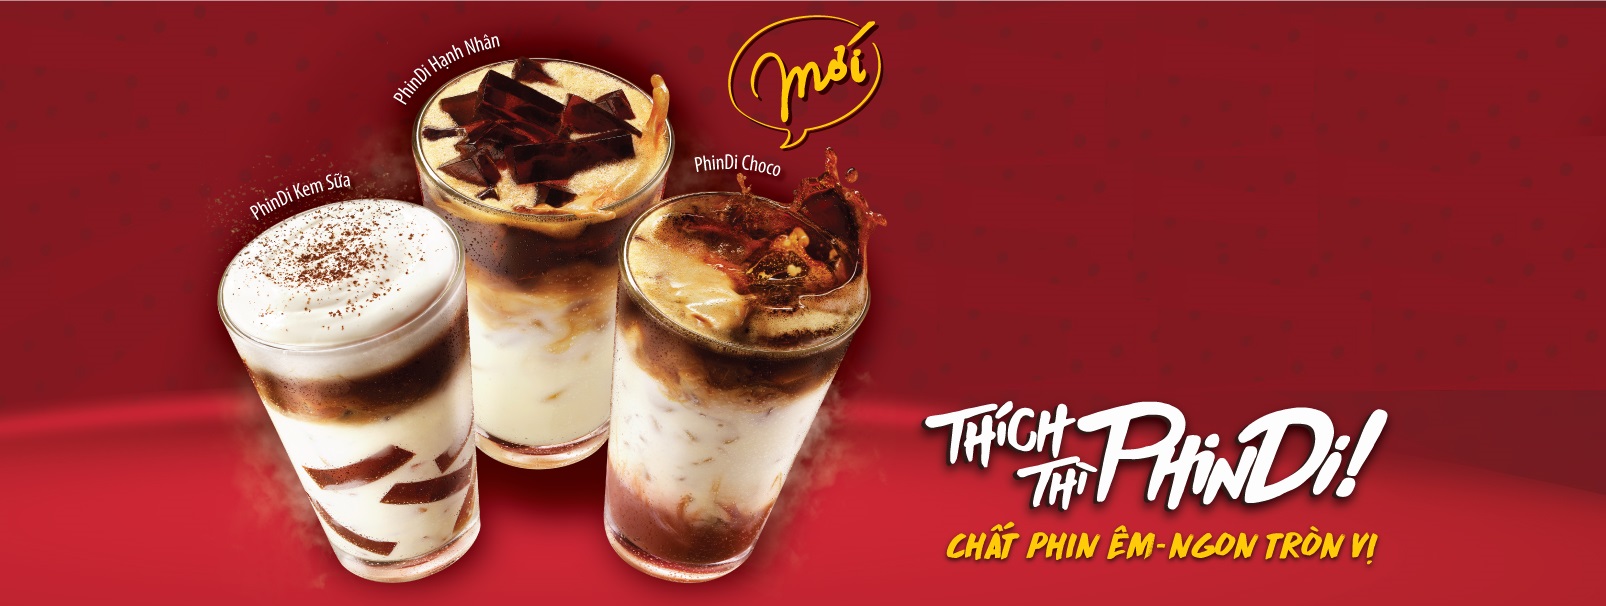 PhinDi Kem Sữa
PhinDi Hạnh Nhân
PhinDi Choco
mới
THÍCH
THÌ PHINDI!
CHẤT PHIN ÊM-NGON TRÒN VỊ